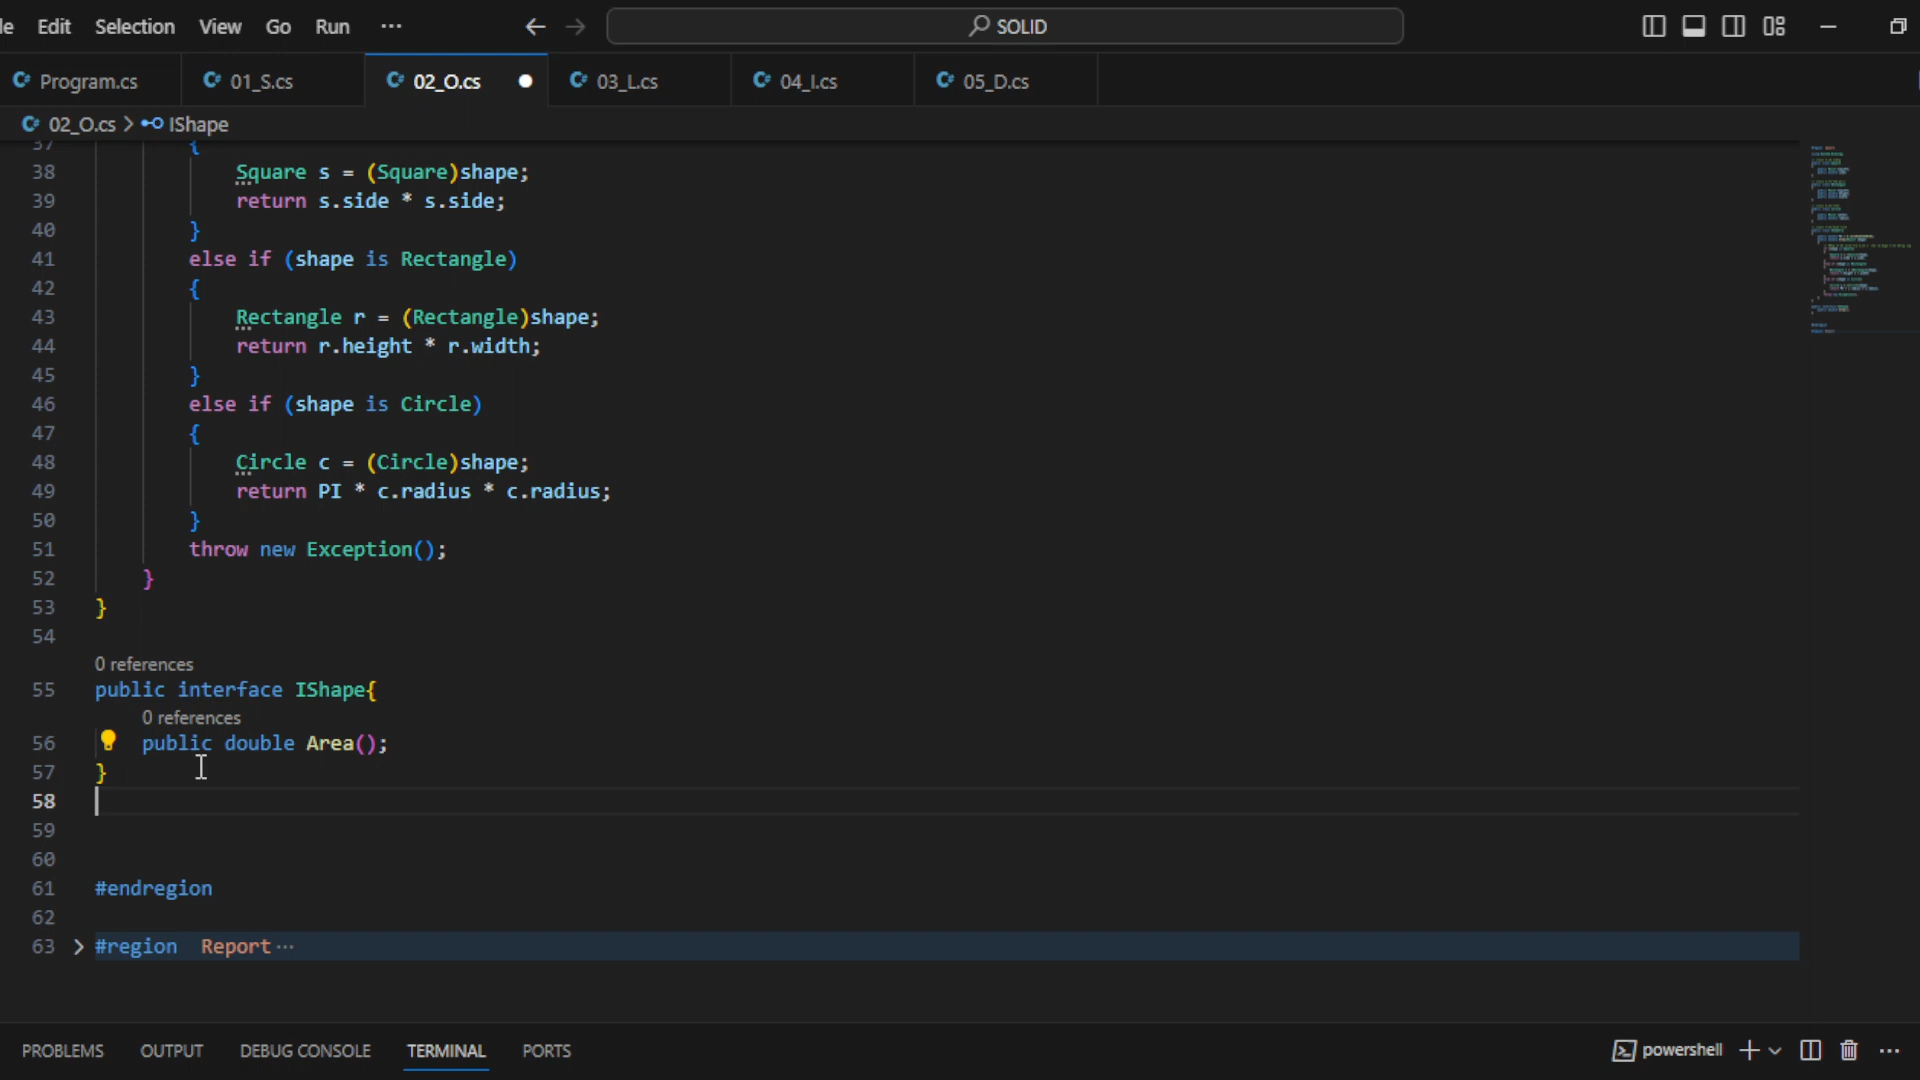 Edit Selection View Go Run ··· SOLID
Program.cs 01_S.cs 02_O.cs 03_L.cs 04_I.cs 05_D.cs
02_O.cs > IShape
37 {
38 Square s = (Square)shape;
39 return s.side * s.side;
40 }
41 else if (shape is Rectangle)
42 {
43 Rectangle r = (Rectangle)shape;
44 return r.height * r.width;
45 }
46 else if (shape is Circle)
47 {
48 Circle c = (Circle)shape;
49 return PI * c.radius * c.radius;
50 }
51 throw new Exception();
52 }
53 }
54
0 references
55 public interface IShape{
0 references
56 public double Area();
57 }
58
59
60
61 #endregion
62
63 > #region Report ···
PROBLEMS OUTPUT DEBUG CONSOLE TERMINAL PORTS powershell